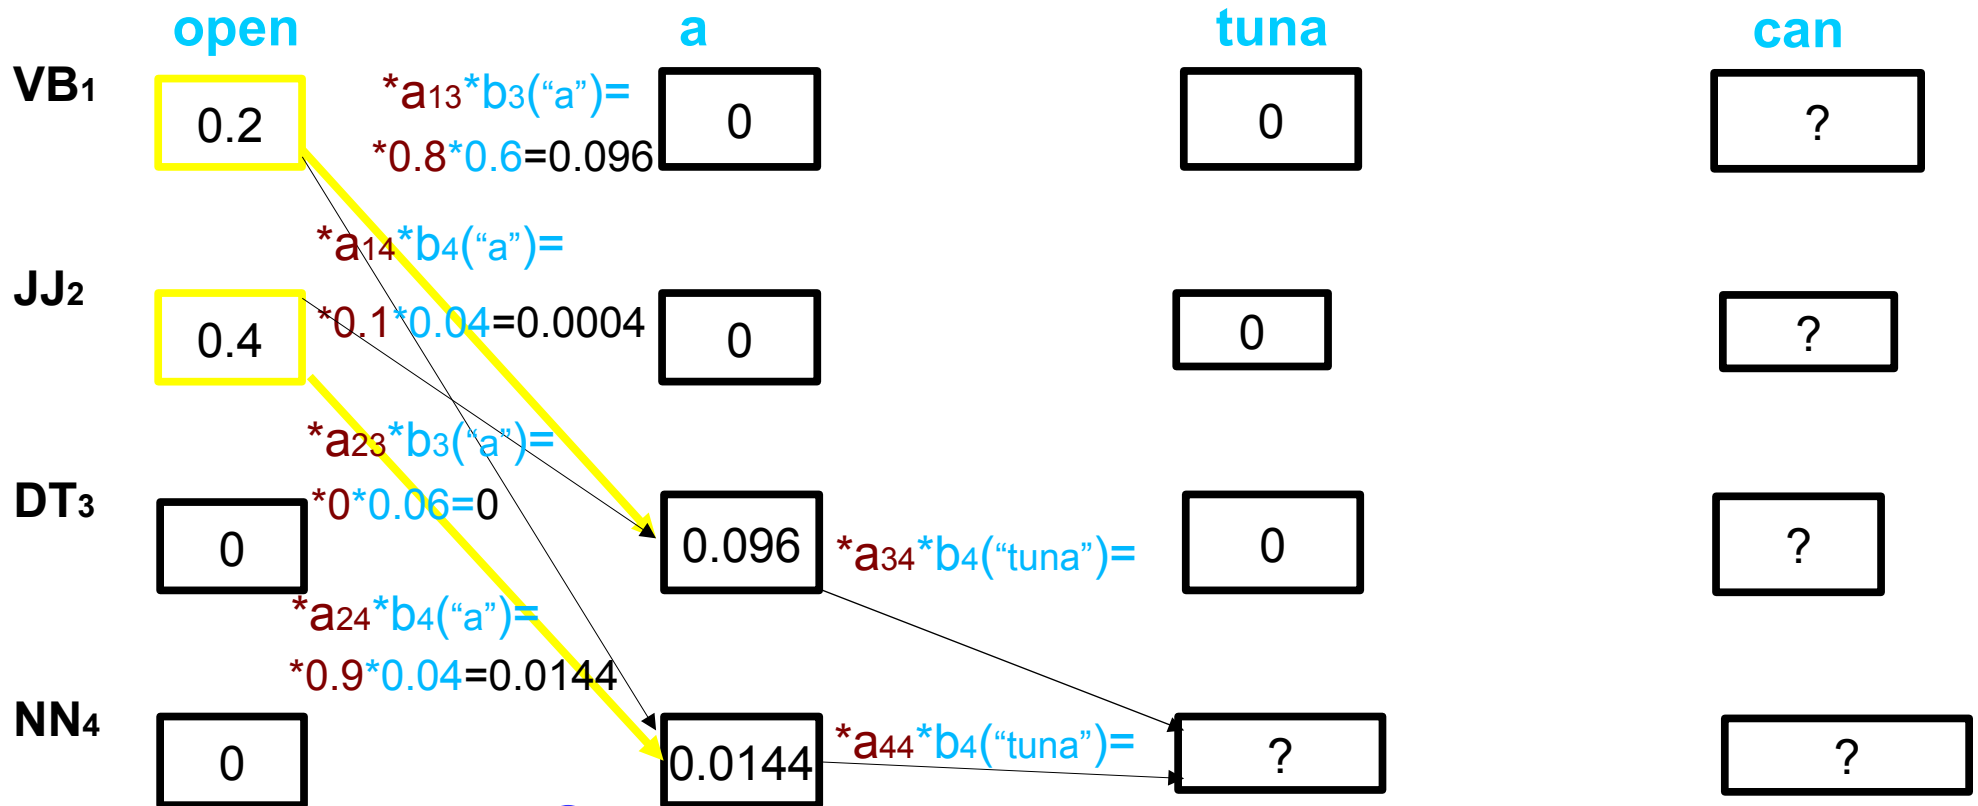 open a tuna can
VB1 0.2 *a13*b3(“a”)= 0 0 ?
*0.8*0.6=0.096
*a14*b4(“a”)=
JJ2 0.4 *0.1*0.04=0.0004 0 0 ?
*a23*b3(“a”)=
DT3 *0*0.06=0
0 0.096 *a34*b4(“tuna”)= 0 ?
*a24*b4(“a”)=
*0.9*0.04=0.0144
NN4 0 0.0144 *a44*b4(“tuna”)= ? ?